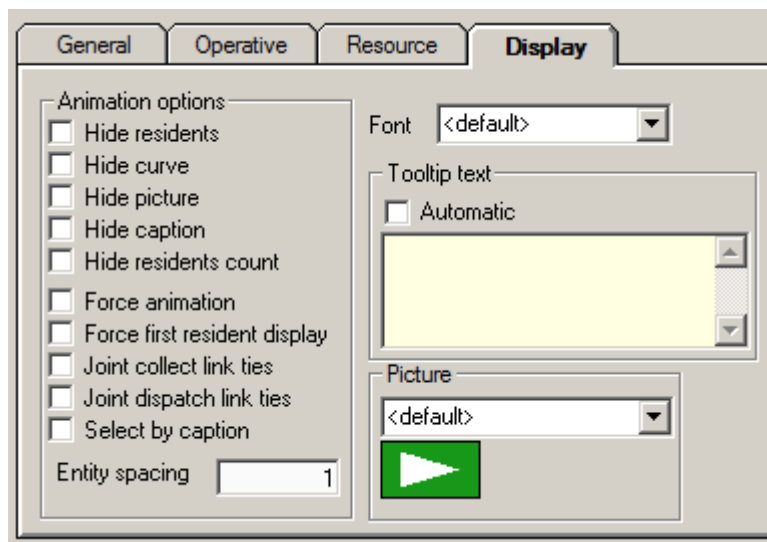 General
Operative
Resource
Display
Animation options
Hide residents
Hide curve
Hide picture
Hide caption
Hide residents count
Force animation
Force first resident display
Joint collect link ties
Joint dispatch link ties
Select by caption
Entity spacing 1
Font <default>
Tooltip text
Automatic
Picture
<default>